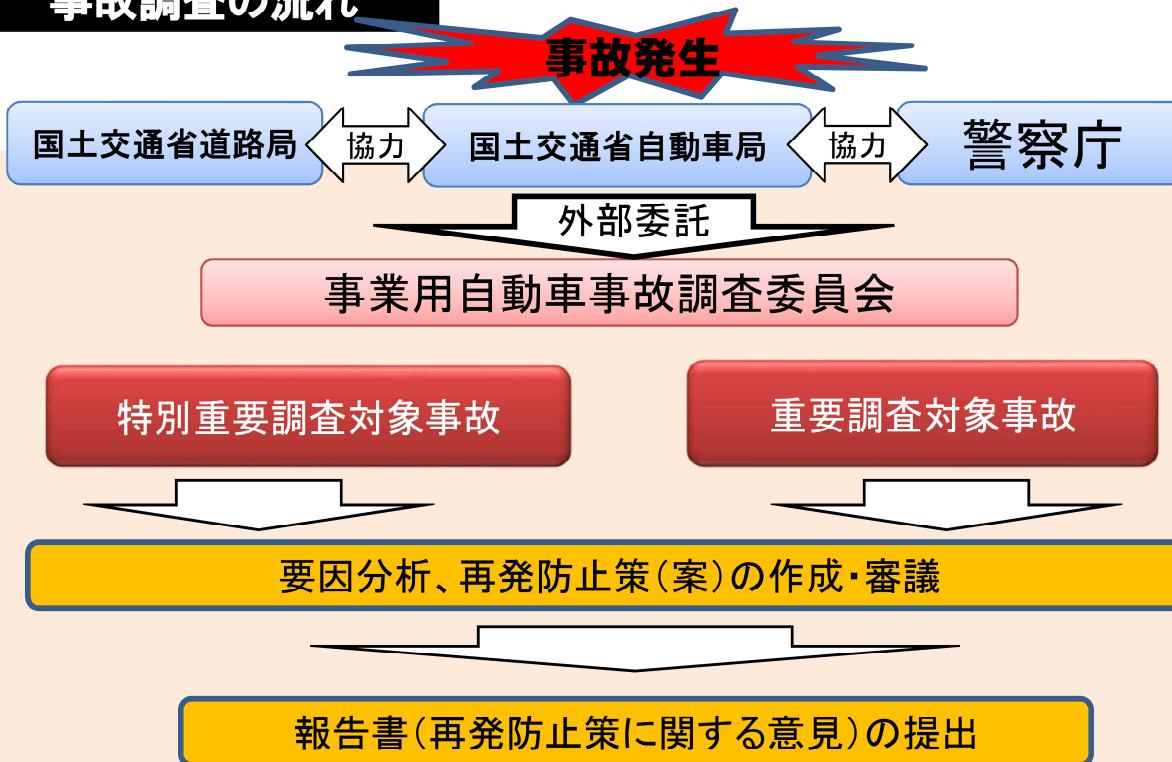 事故調査の流れ
事故発生
国土交通省道路局
協力
国土交通省自動車局
協力
警察庁
外部委託
事業用自動車事故調査委員会
特別重要調査対象事故
重要調査対象事故
要因分析、再発防止策(案)の作成・審議
報告書(再発防止策に関する意見)の提出